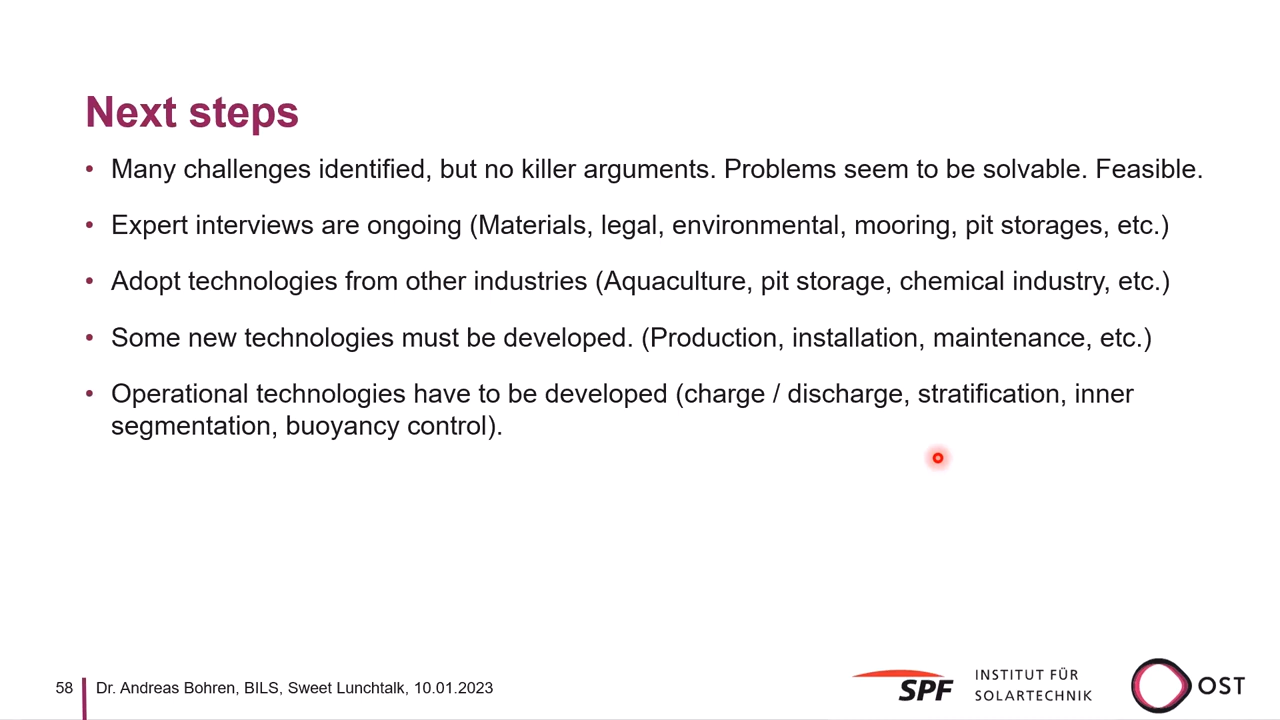 Next steps
• Many challenges identified, but no killer arguments. Problems seem to be solvable. Feasible.
• Expert interviews are ongoing (Materials, legal, environmental, mooring, pit storages, etc.)
• Adopt technologies from other industries (Aquaculture, pit storage, chemical industry, etc.)
• Some new technologies must be developed. (Production, installation, maintenance, etc.)
• Operational technologies have to be developed (charge / discharge, stratification, inner
segmentation, buoyancy control).
58 Dr. Andreas Bohren, BILS, Sweet Lunchtalk, 10.01.2023
SPF
INSTITUT FÜR
SOLARTECHNIK
OST